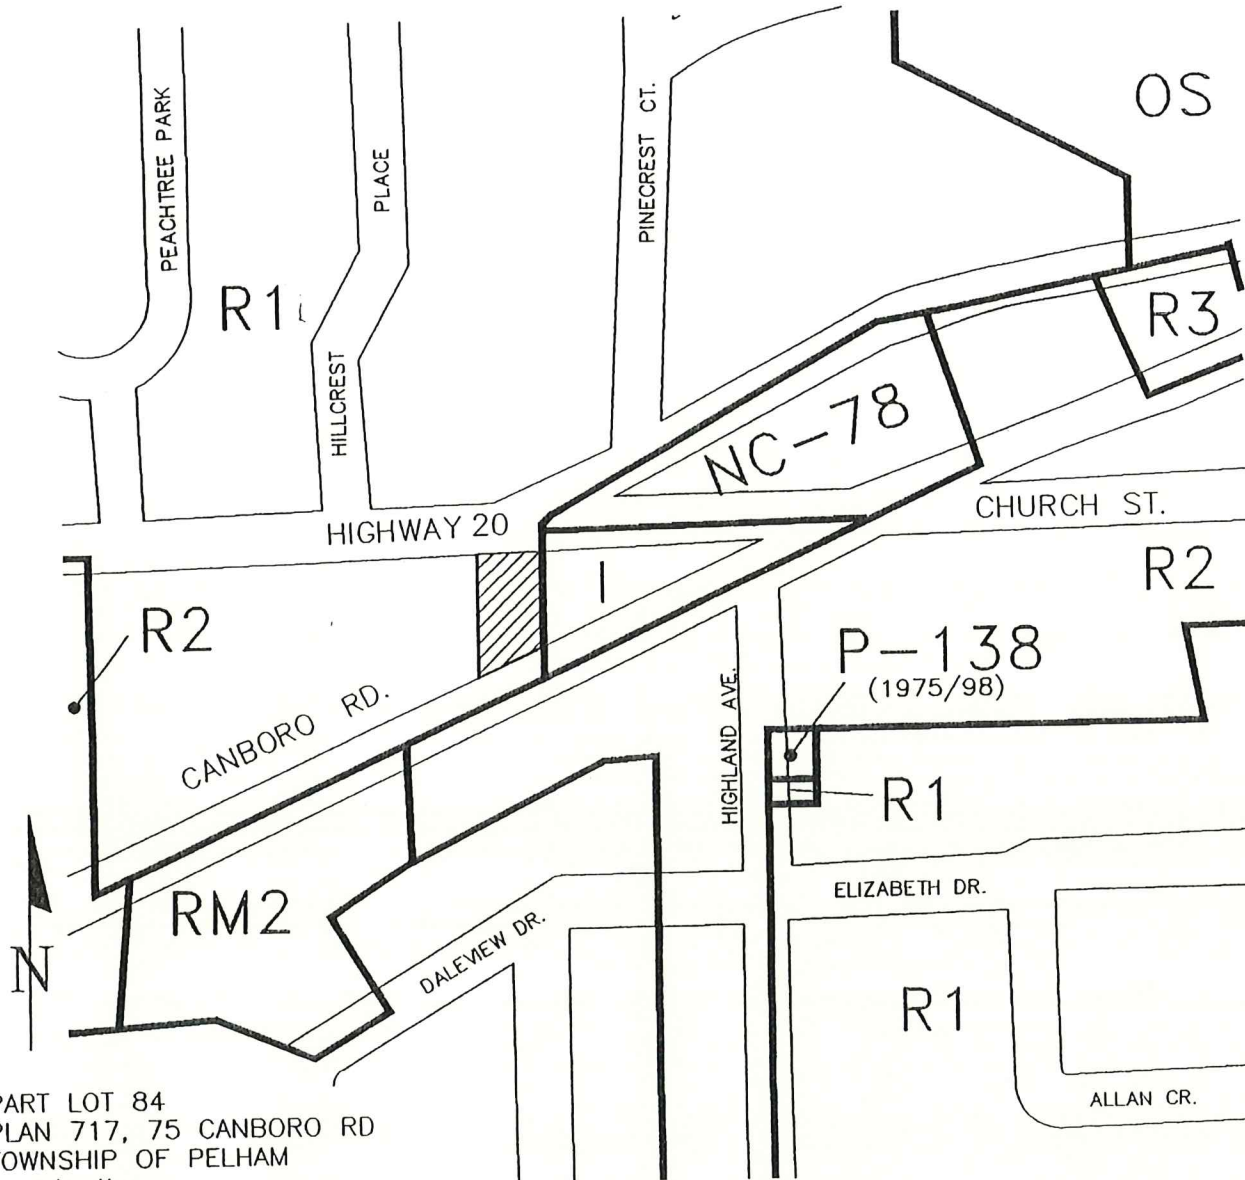 OS
PEACHTREE PARK
PLACE
PINECREST CT.
R1
R3
HILLCREST
NC-78
HIGHWAY 20
CHURCH ST.
I
R2
R2
P-138
(1975/98)
CANBORO RD.
HIGHLAND AVE.
R1
ELIZABETH DR.
RM2
DALEVIEW DR.
N
R1
ALLAN CR.
PART LOT 84
PLAN 717, 75 CANBORO RD
TOWNSHIP OF PELHAM